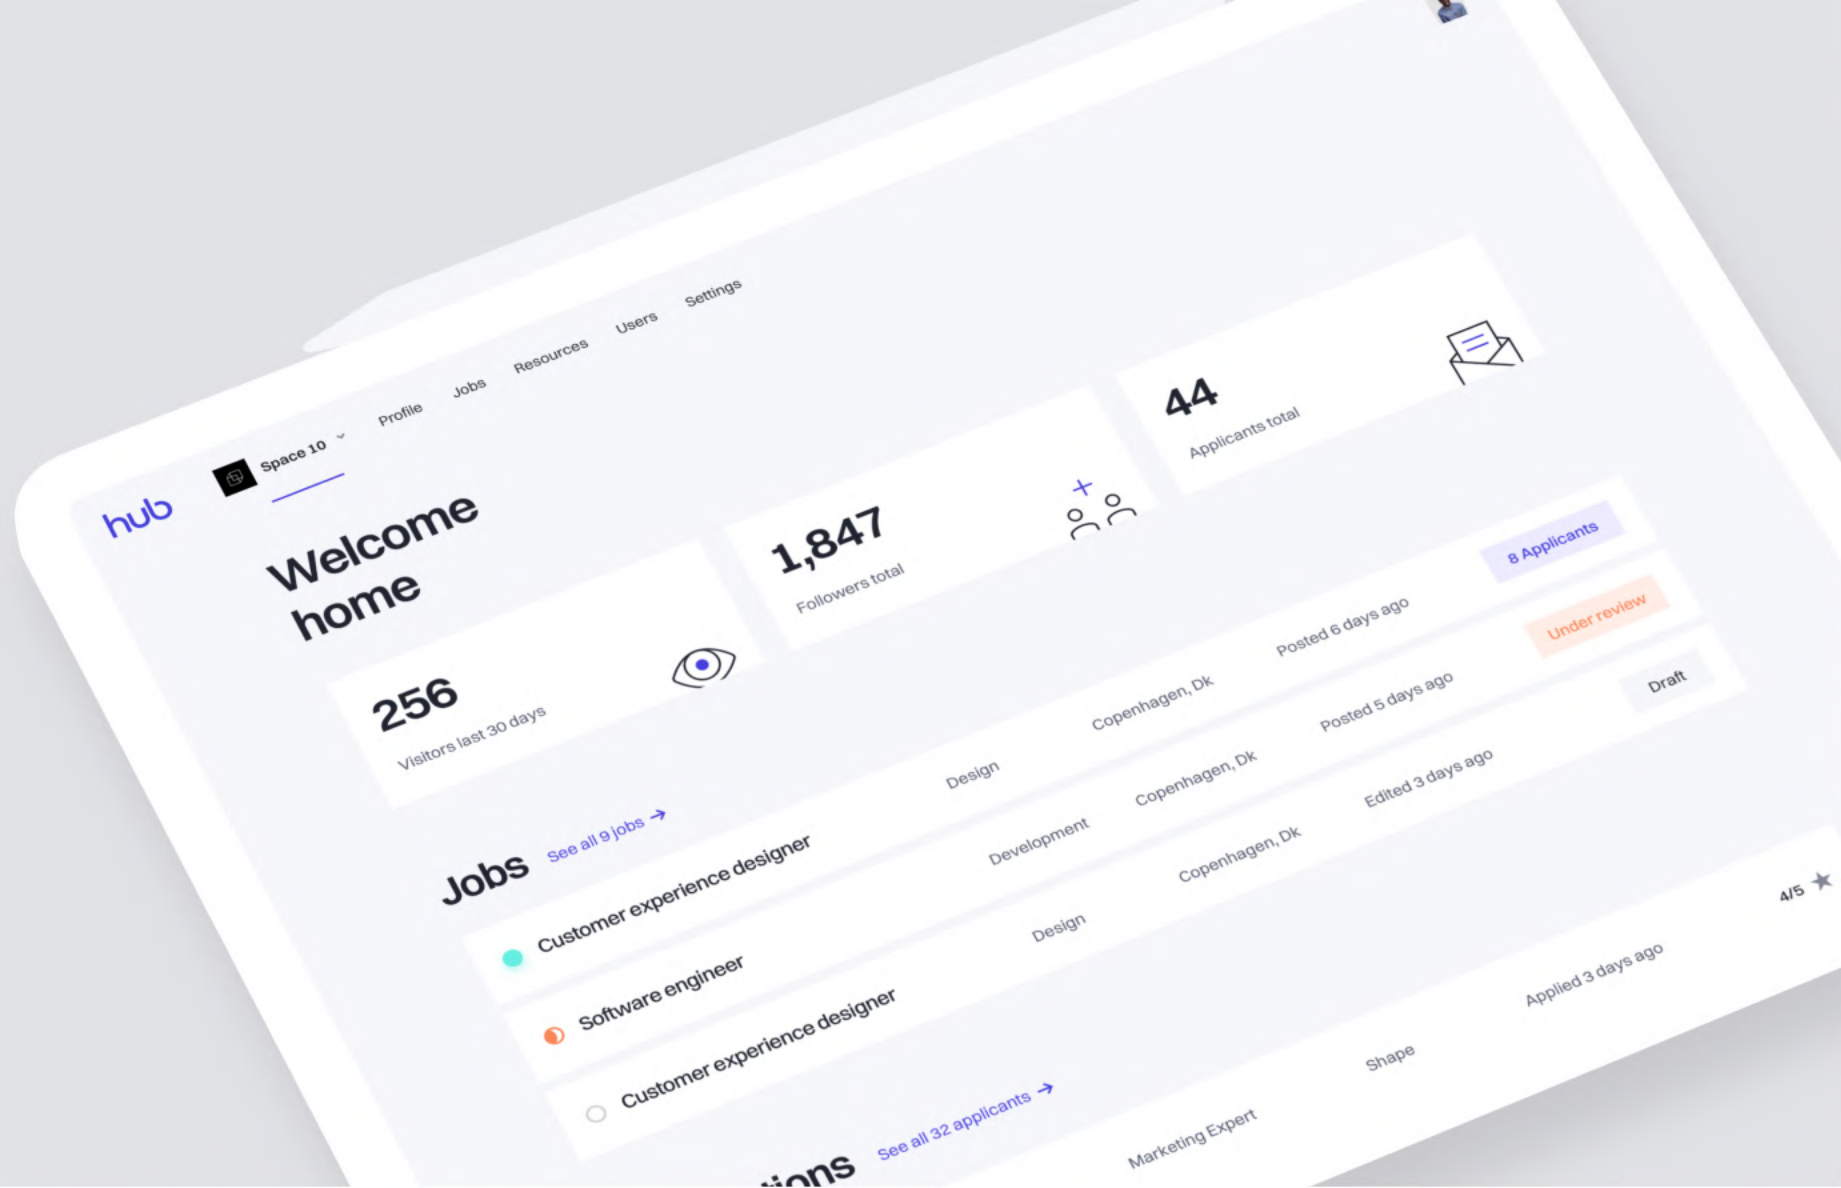 hub
Space 10
Profile
Jobs
Resources
Users
Settings
Welcome
home
256
Visitors last 30 days
1,847
Followers total
44
Applicants total
Jobs
See all 9 jobs →
Customer experience designer
Design
Copenhagen, Dk
Posted 6 days ago
8 Applicants
Software engineer
Development
Copenhagen, Dk
Posted 5 days ago
Under review
Customer experience designer
Design
Copenhagen, Dk
Edited 3 days ago
Draft
See all 32 applicants →
Marketing Expert
Shape
Applied 3 days ago
4/5 ★